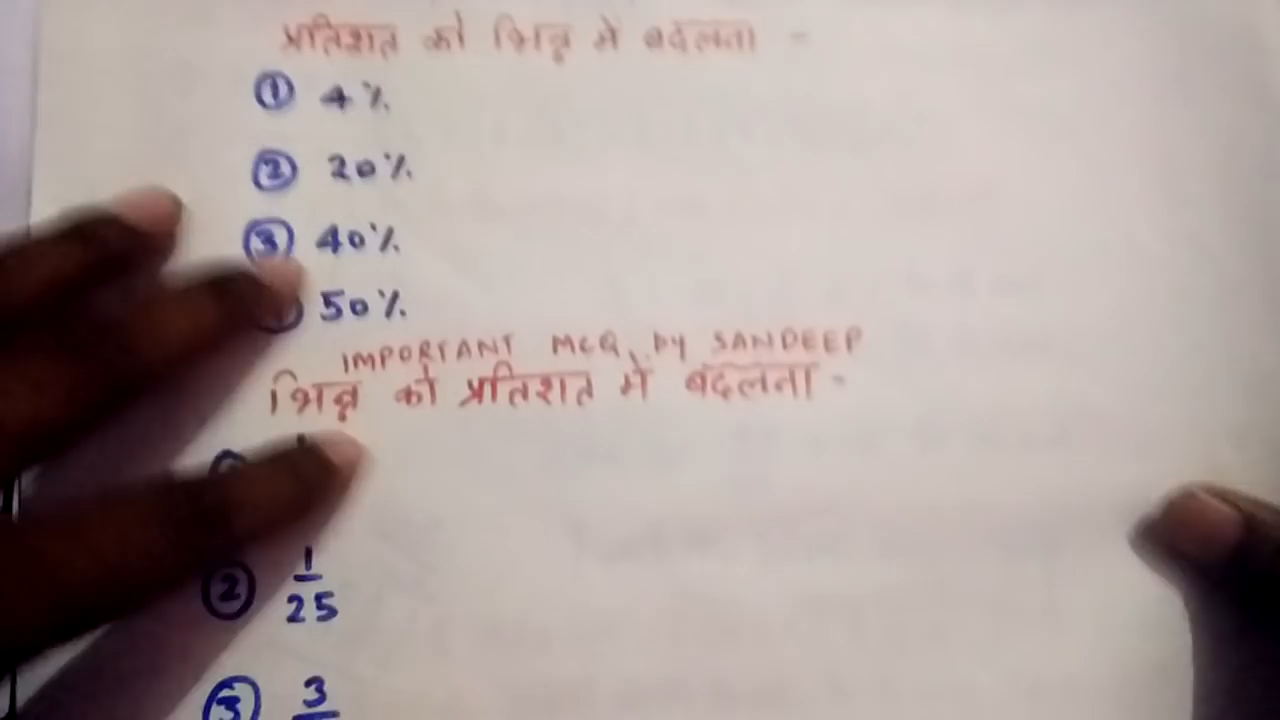 प्रतिशत को भिन्न में बदलना -
① 4%
② 20%
③ 40%
50%
IMPORTANT MCQ by SANDEEP
भिन्न को प्रतिशत में बदलना -
② 1/25
③ 3